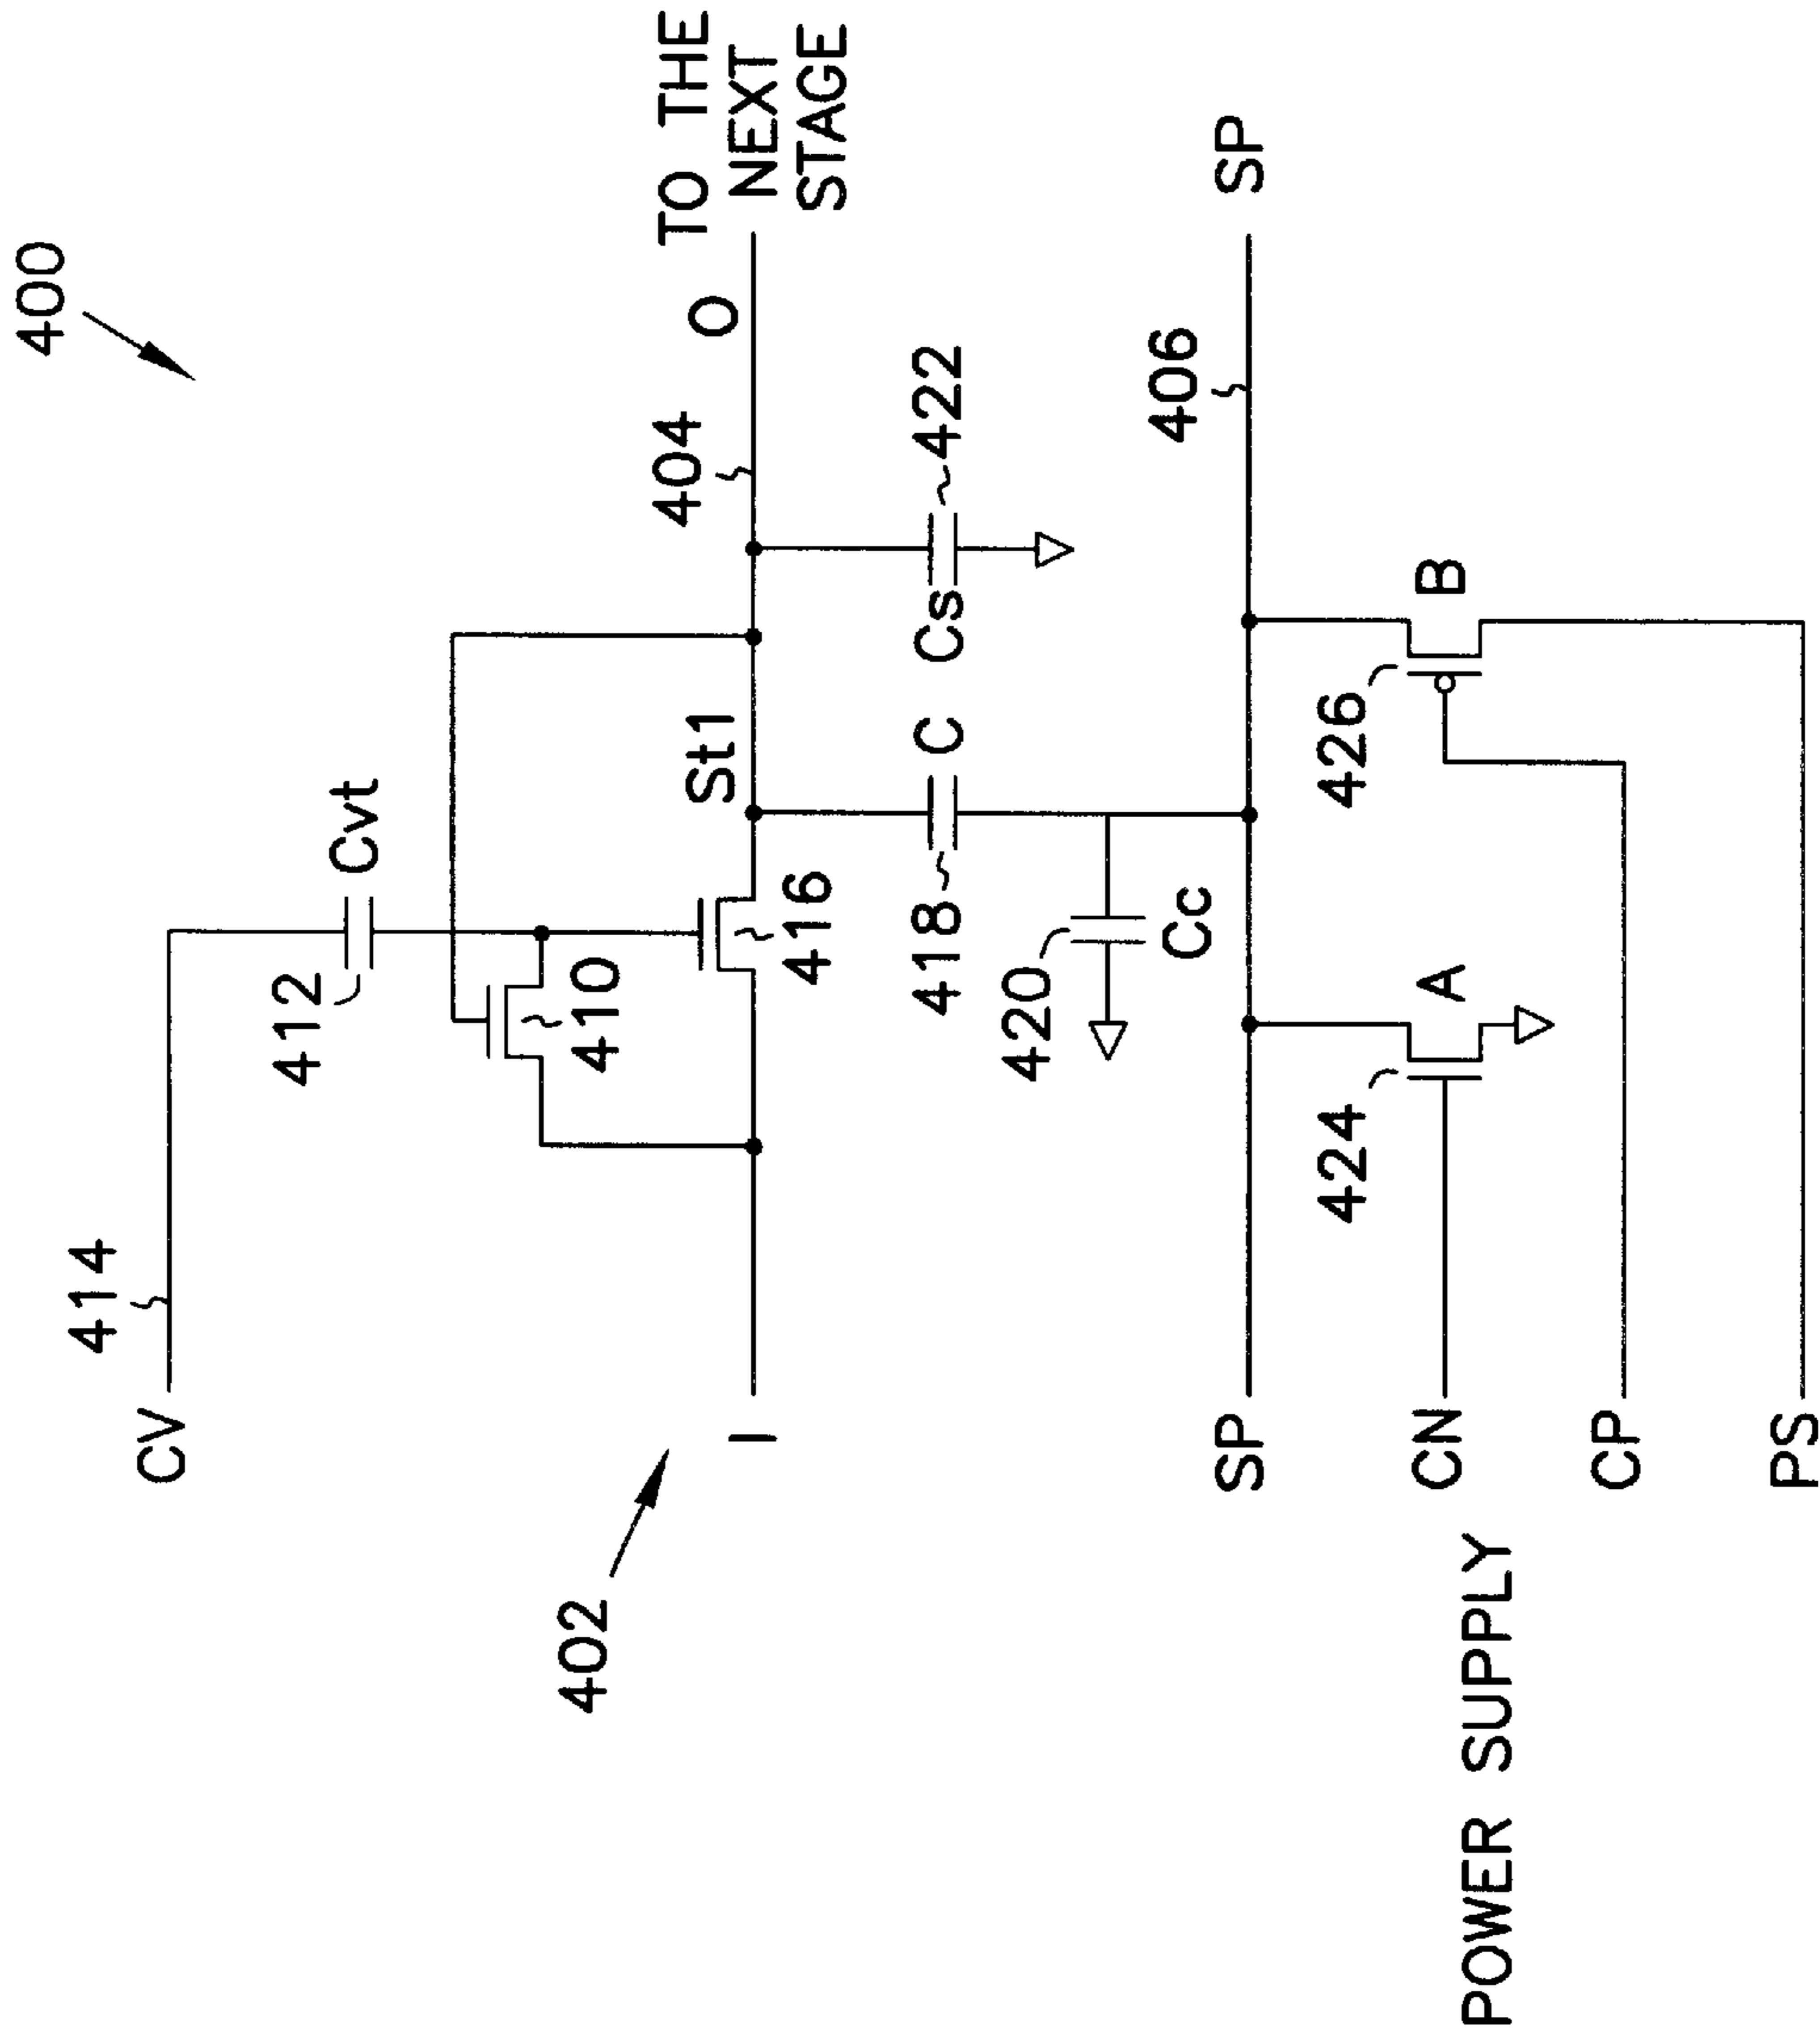 400
414
CV
412
Cvt
402
I
410
416
St1
404
O
TO THE
NEXT
STAGE
418
C
Cs
422
420
Cc
406
SP
SP
424
A
426
B
POWER SUPPLY
CN
CP
PS